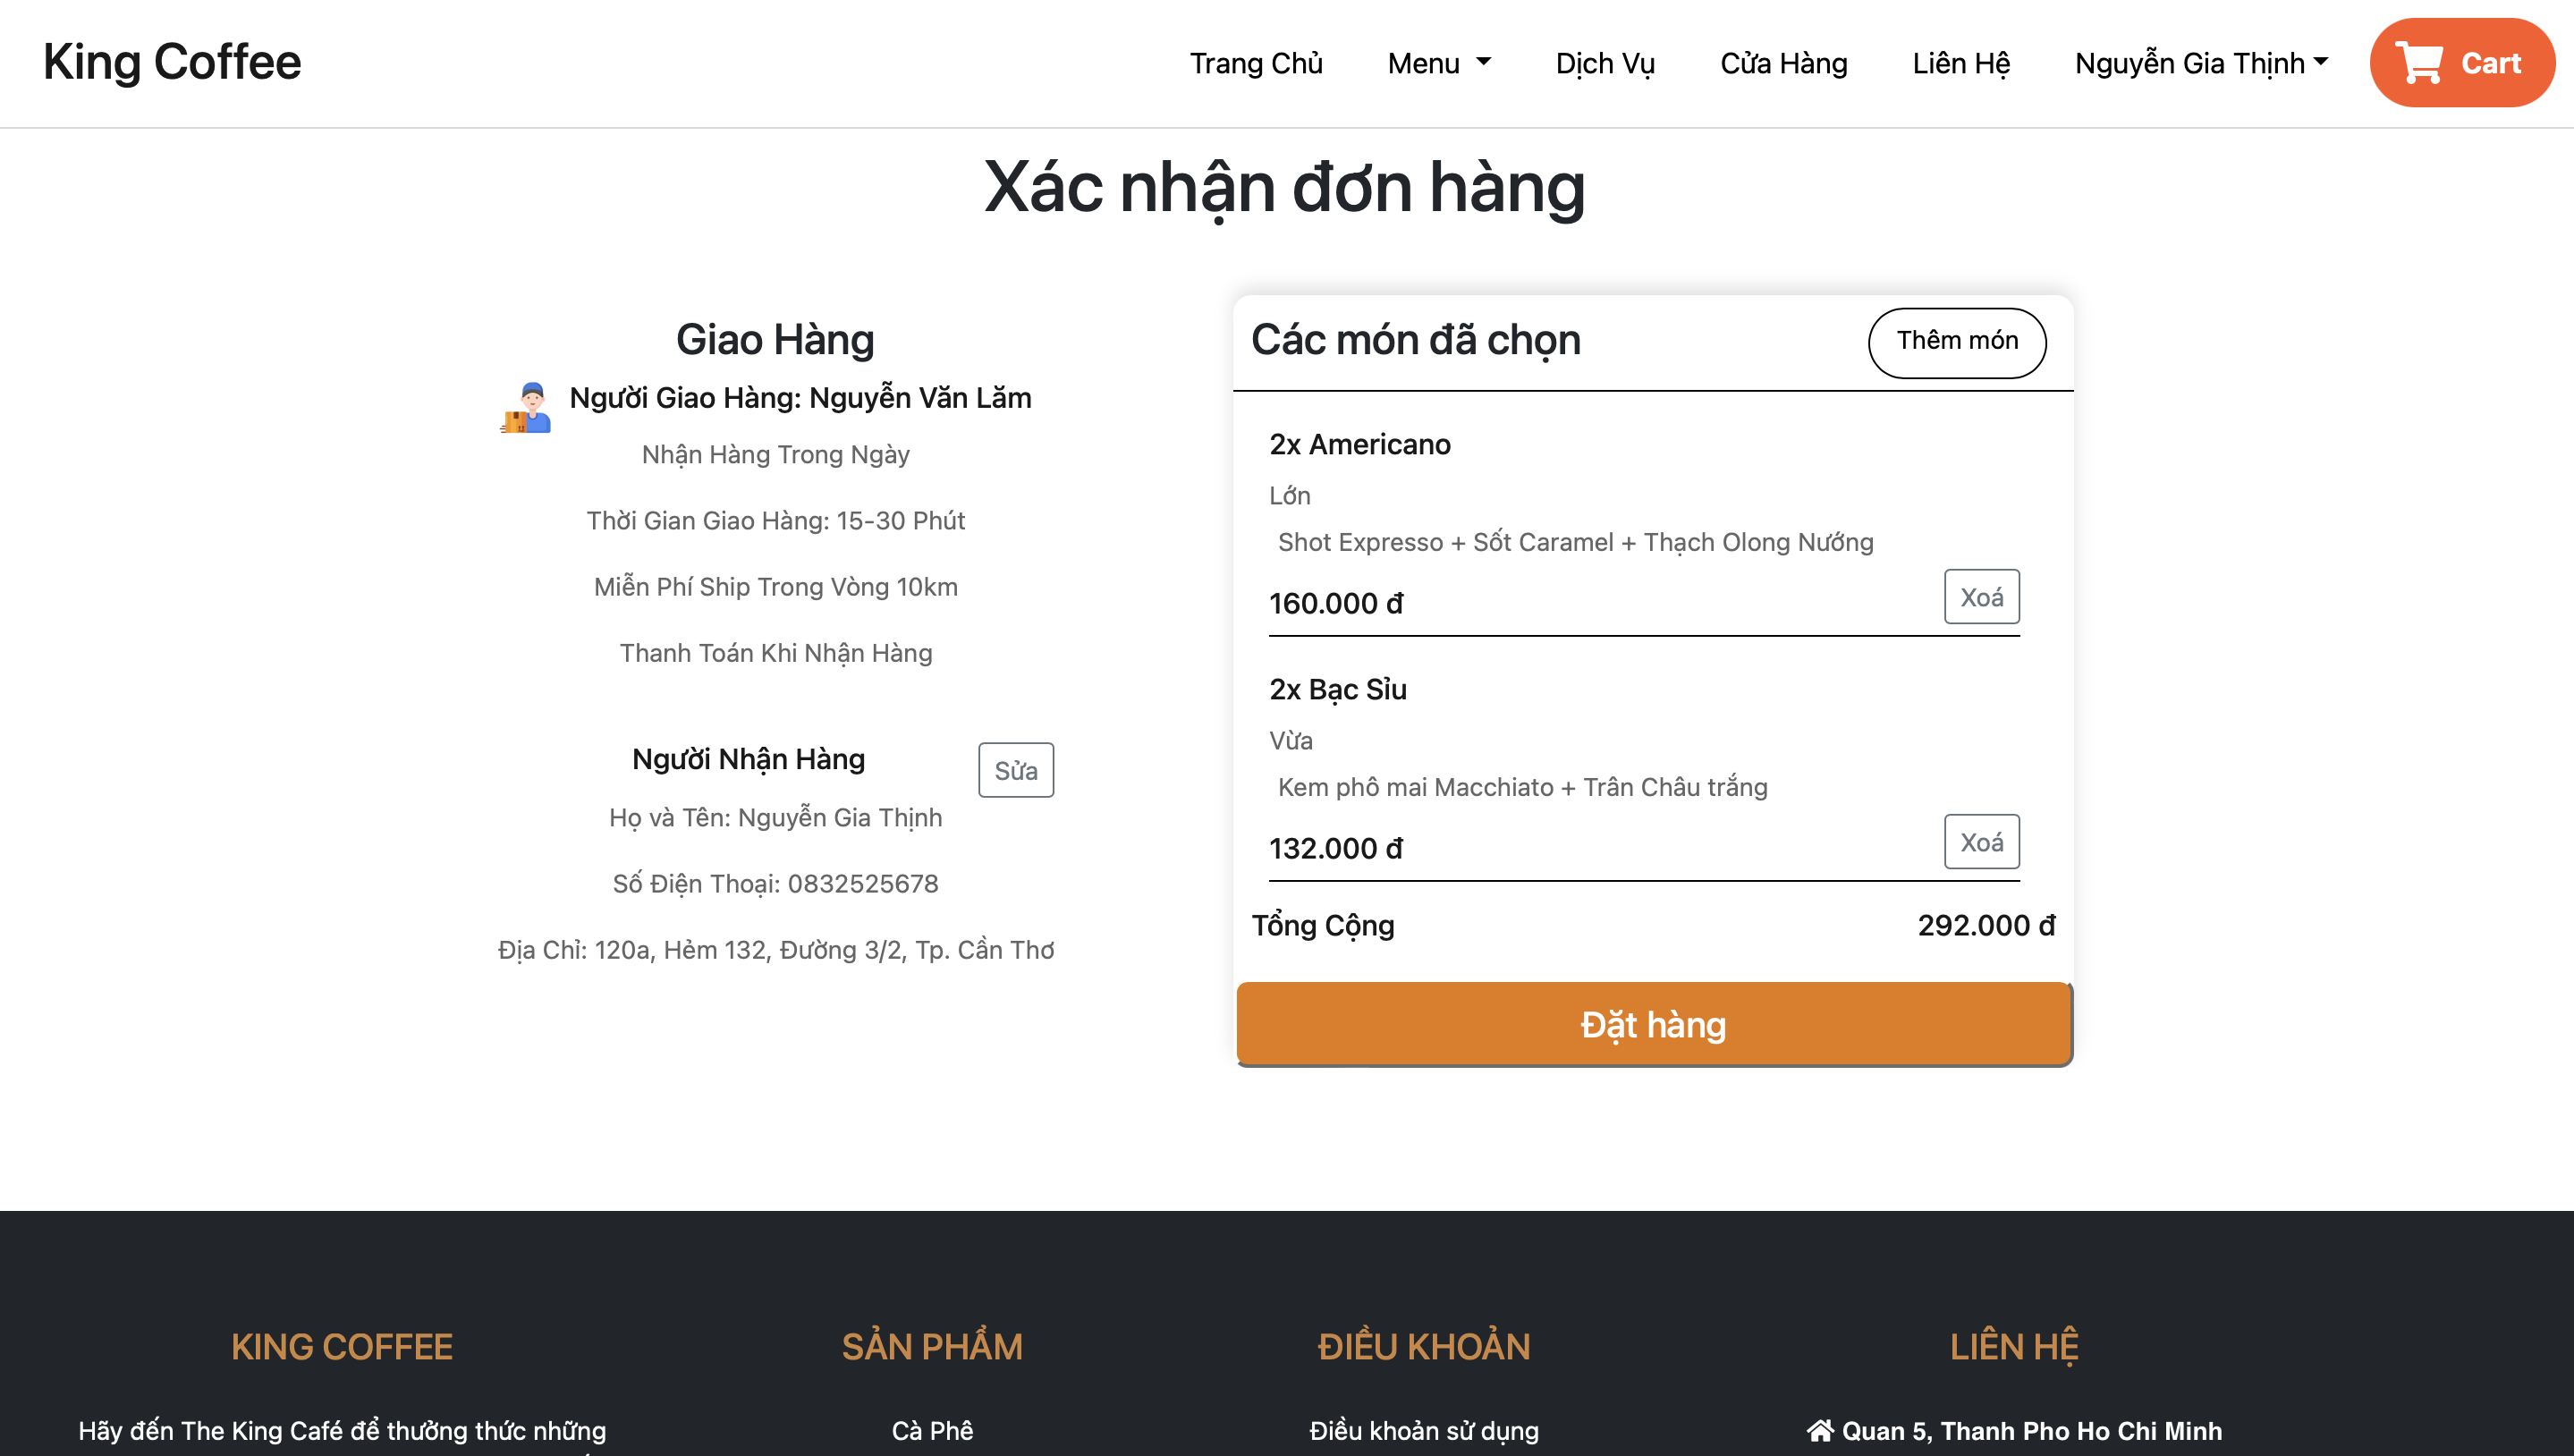 King Coffee
Trang Chủ
Menu
Dịch Vụ
Cửa Hàng
Liên Hệ
Nguyễn Gia Thịnh
Cart
Xác nhận đơn hàng
Giao Hàng
Người Giao Hàng: Nguyễn Văn Lăm
Nhận Hàng Trong Ngày
Thời Gian Giao Hàng: 15-30 Phút
Miễn Phí Ship Trong Vòng 10km
Thanh Toán Khi Nhận Hàng
Người Nhận Hàng
Sửa
Họ và Tên: Nguyễn Gia Thịnh
Số Điện Thoại: 0832525678
Địa Chỉ: 120a, Hẻm 132, Đường 3/2, Tp. Cần Thơ
Các món đã chọn
Thêm món
2x Americano
Lớn
Shot Expresso + Sốt Caramel + Thạch Olong Nướng
160.000 đ
Xoá
2x Bạc Sỉu
Vừa
Kem phô mai Macchiato + Trân Châu trắng
132.000 đ
Xoá
Tổng Cộng
292.000 đ
Đặt hàng
KING COFFEE
Hãy đến The King Café để thưởng thức những
SẢN PHẨM
Cà Phê
ĐIỀU KHOẢN
Điều khoản sử dụng
LIÊN HỆ
Quan 5, Thanh Pho Ho Chi Minh